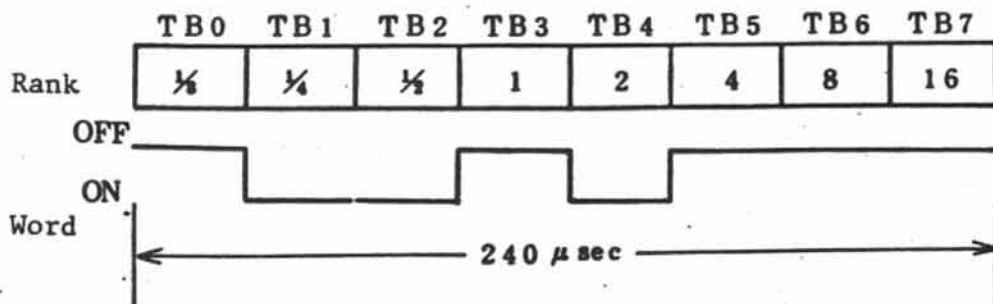 TB0 TB1 TB2 TB3 TB4 TB5 TB6 TB7
Rank ⅛ ¼ ½ 1 2 4 8 16
OFF
ON
Word
240 μsec